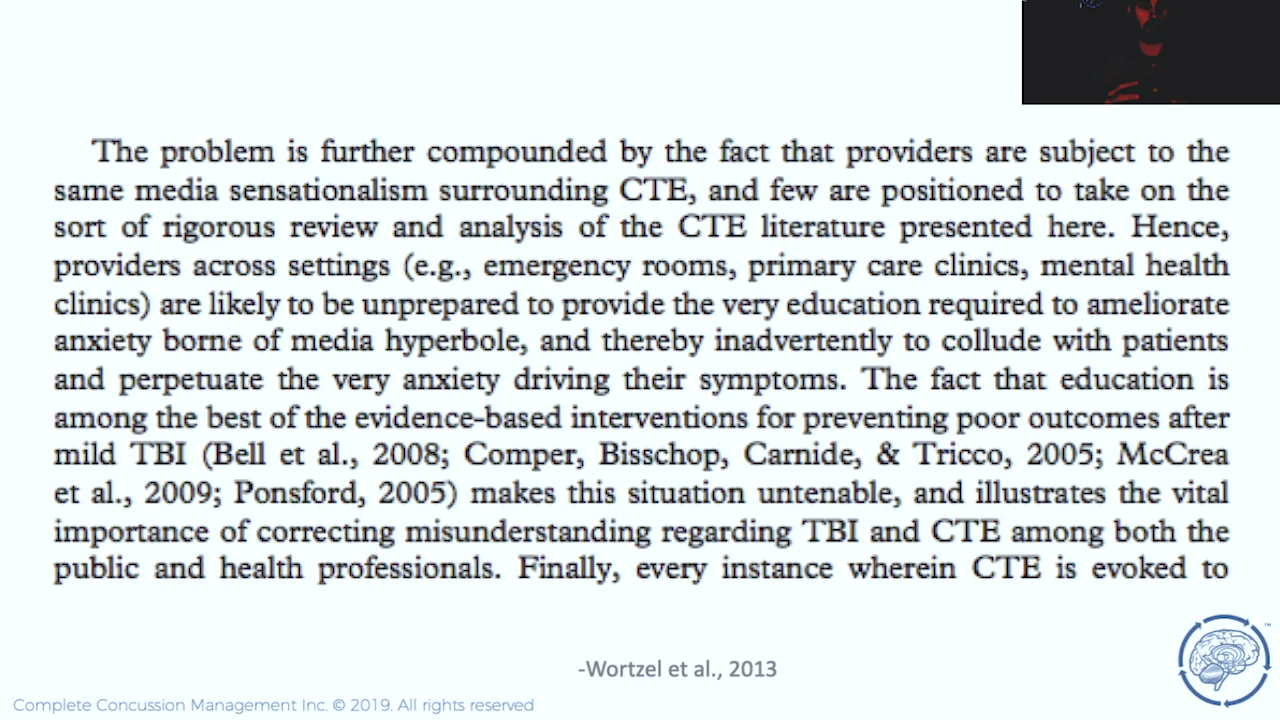 The problem is further compounded by the fact that providers are subject to the
same media sensationalism surrounding CTE, and few are positioned to take on the
sort of rigorous review and analysis of the CTE literature presented here. Hence,
providers across settings (e.g., emergency rooms, primary care clinics, mental health
clinics) are likely to be unprepared to provide the very education required to ameliorate
anxiety borne of media hyperbole, and thereby inadvertently to collude with patients
and perpetuate the very anxiety driving their symptoms. The fact that education is
among the best of the evidence-based interventions for preventing poor outcomes after
mild TBI (Bell et al., 2008; Comper, Bisschop, Carnide, & Tricco, 2005; McCrea
et al., 2009; Ponsford, 2005) makes this situation untenable, and illustrates the vital
importance of correcting misunderstanding regarding TBI and CTE among both the
public and health professionals. Finally, every instance wherein CTE is evoked to
-Wortzel et al., 2013
TM
Complete Concussion Management Inc. © 2019. All rights reserved